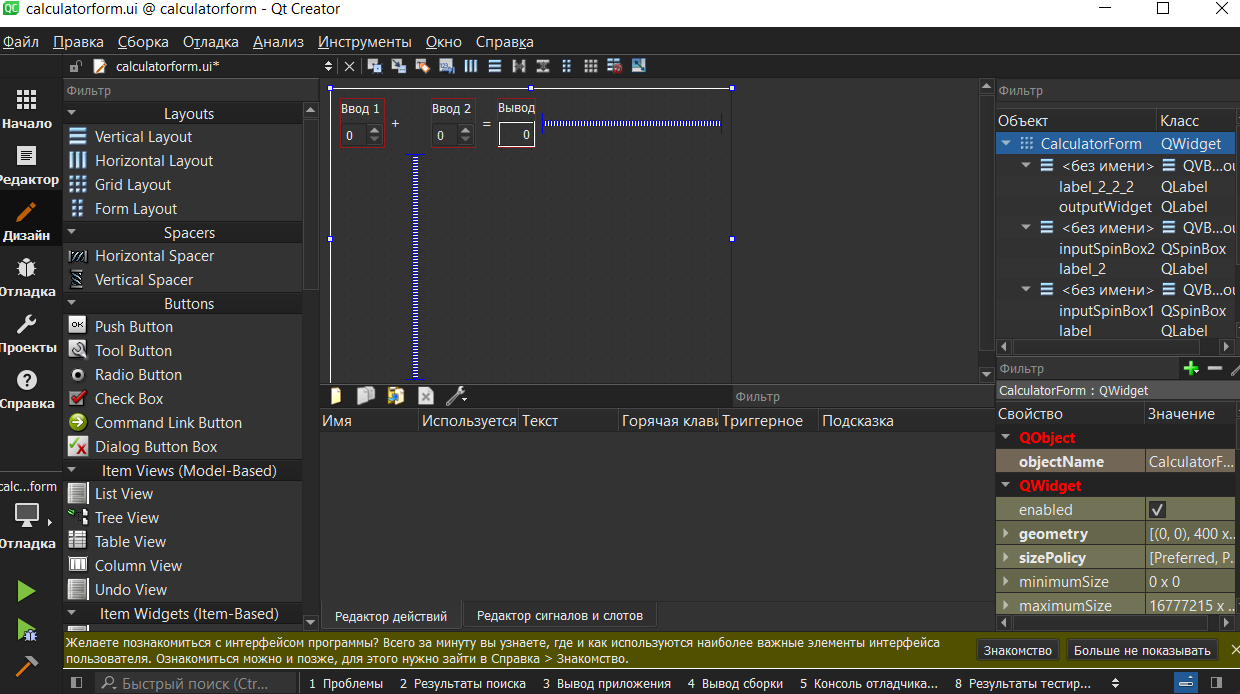 calculatorform.ui @ calculatorform - Qt Creator
Файл Правка Сборка Отладка Анализ Инструменты Окно Справка
calculatorform.ui*
Начало
Редактор
Дизайн
Отладка
Проекты
Справка
calc...form
Отладка
Фильтр
Layouts
Vertical Layout
Horizontal Layout
Grid Layout
Form Layout
Spacers
Horizontal Spacer
Vertical Spacer
Buttons
OK Push Button
Tool Button
Radio Button
Check Box
Command Link Button
Dialog Button Box
Item Views (Model-Based)
List View
Tree View
Table View
Column View
Undo View
Item Widgets (Item-Based)
Ввод 1 Ввод 2 Вывод
0 + 0 = 0
Фильтр
Имя Используется Текст Горячая клави Триггерное Подсказка
Редактор действий Редактор сигналов и слотов
Фильтр
Объект Класс
CalculatorForm QWidget
<без имени> QVB...ou
label_2_2_2 QLabel
outputWidget QLabel
<без имени> QVB...ou
inputSpinBox2 QSpinBox
label_2 QLabel
<без имени> QVB...ou
inputSpinBox1 QSpinBox
label QLabel
Фильтр
CalculatorForm : QWidget
Свойство Значение
QObject
objectName CalculatorF...
QWidget
enabled
geometry [(0, 0), 400 x...
sizePolicy [Preferred, P...
minimumSize 0 x 0
maximumSize 16777215 x ...
Желаете познакомиться с интерфейсом программы? Всего за минуту вы узнаете, где и как используются наиболее важные элементы интерфейса
пользователя. Ознакомиться можно и позже, для этого нужно зайти в Справка > Знакомство.
Знакомство Больше не показывать
Быстрый поиск (Ctr... 1 Проблемы 2 Результаты поиска 3 Вывод приложения 4 Вывод сборки 5 Консоль отладчика... 8 Результаты тестир...